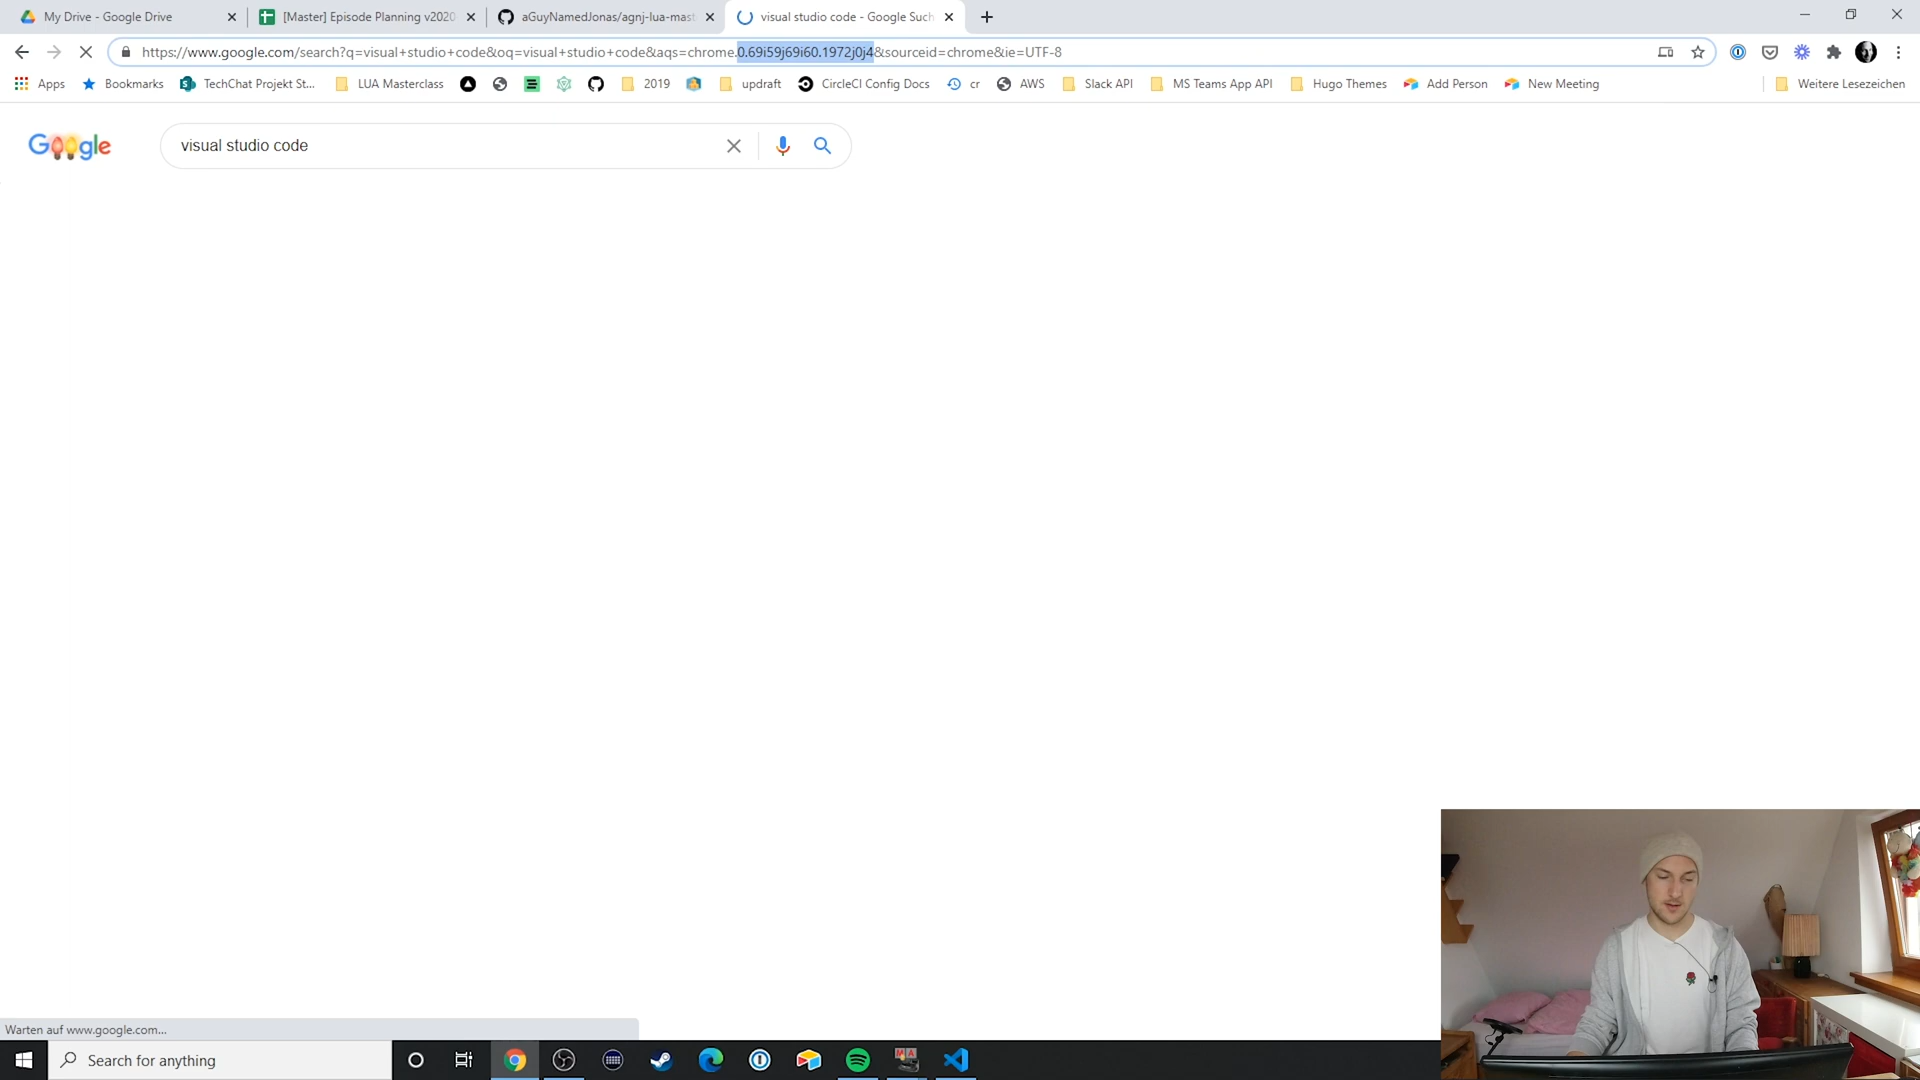 My Drive - Google Drive
[Master] Episode Planning v2020
aGuyNamedJonas/agnj-lua-mast
visual studio code - Google Such
https://www.google.com/search?q=visual+studio+code&oq=visual+studio+code&aqs=chrome.0.69i59j69i60.1972j0j4&sourceid=chrome&ie=UTF-8
Apps
Bookmarks
TechChat Projekt St...
LUA Masterclass
2019
updraft
CircleCI Config Docs
cr
AWS
Slack API
MS Teams App API
Hugo Themes
Add Person
New Meeting
Weitere Lesezeichen
Google
visual studio code
Warten auf www.google.com...
Search for anything